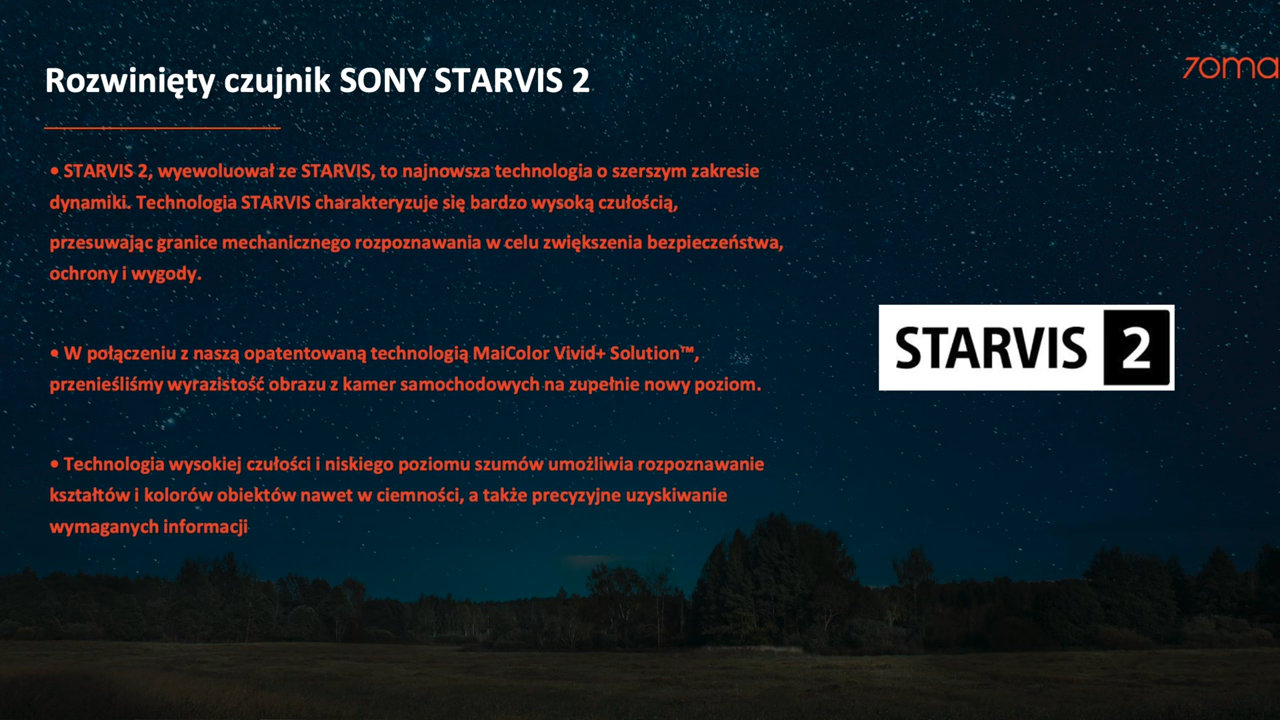 Rozwinięty czujnik SONY STARVIS 2
70ma
• STARVIS 2, wyewoluował ze STARVIS, to najnowsza technologia o szerszym zakresie
dynamiki. Technologia STARVIS charakteryzuje się bardzo wysoką czułością,
przesuwając granice mechanicznego rozpoznawania w celu zwiększenia bezpieczeństwa,
ochrony i wygody.
• W połączeniu z naszą opatentowaną technologią MaiColor Vivid+ Solution™,
przenieśliśmy wyrazistość obrazu z kamer samochodowych na zupełnie nowy poziom.
STARVIS 2
• Technologia wysokiej czułości i niskiego poziomu szumów umożliwia rozpoznawanie
kształtów i kolorów obiektów nawet w ciemności, a także precyzyjne uzyskiwanie
wymaganych informacji